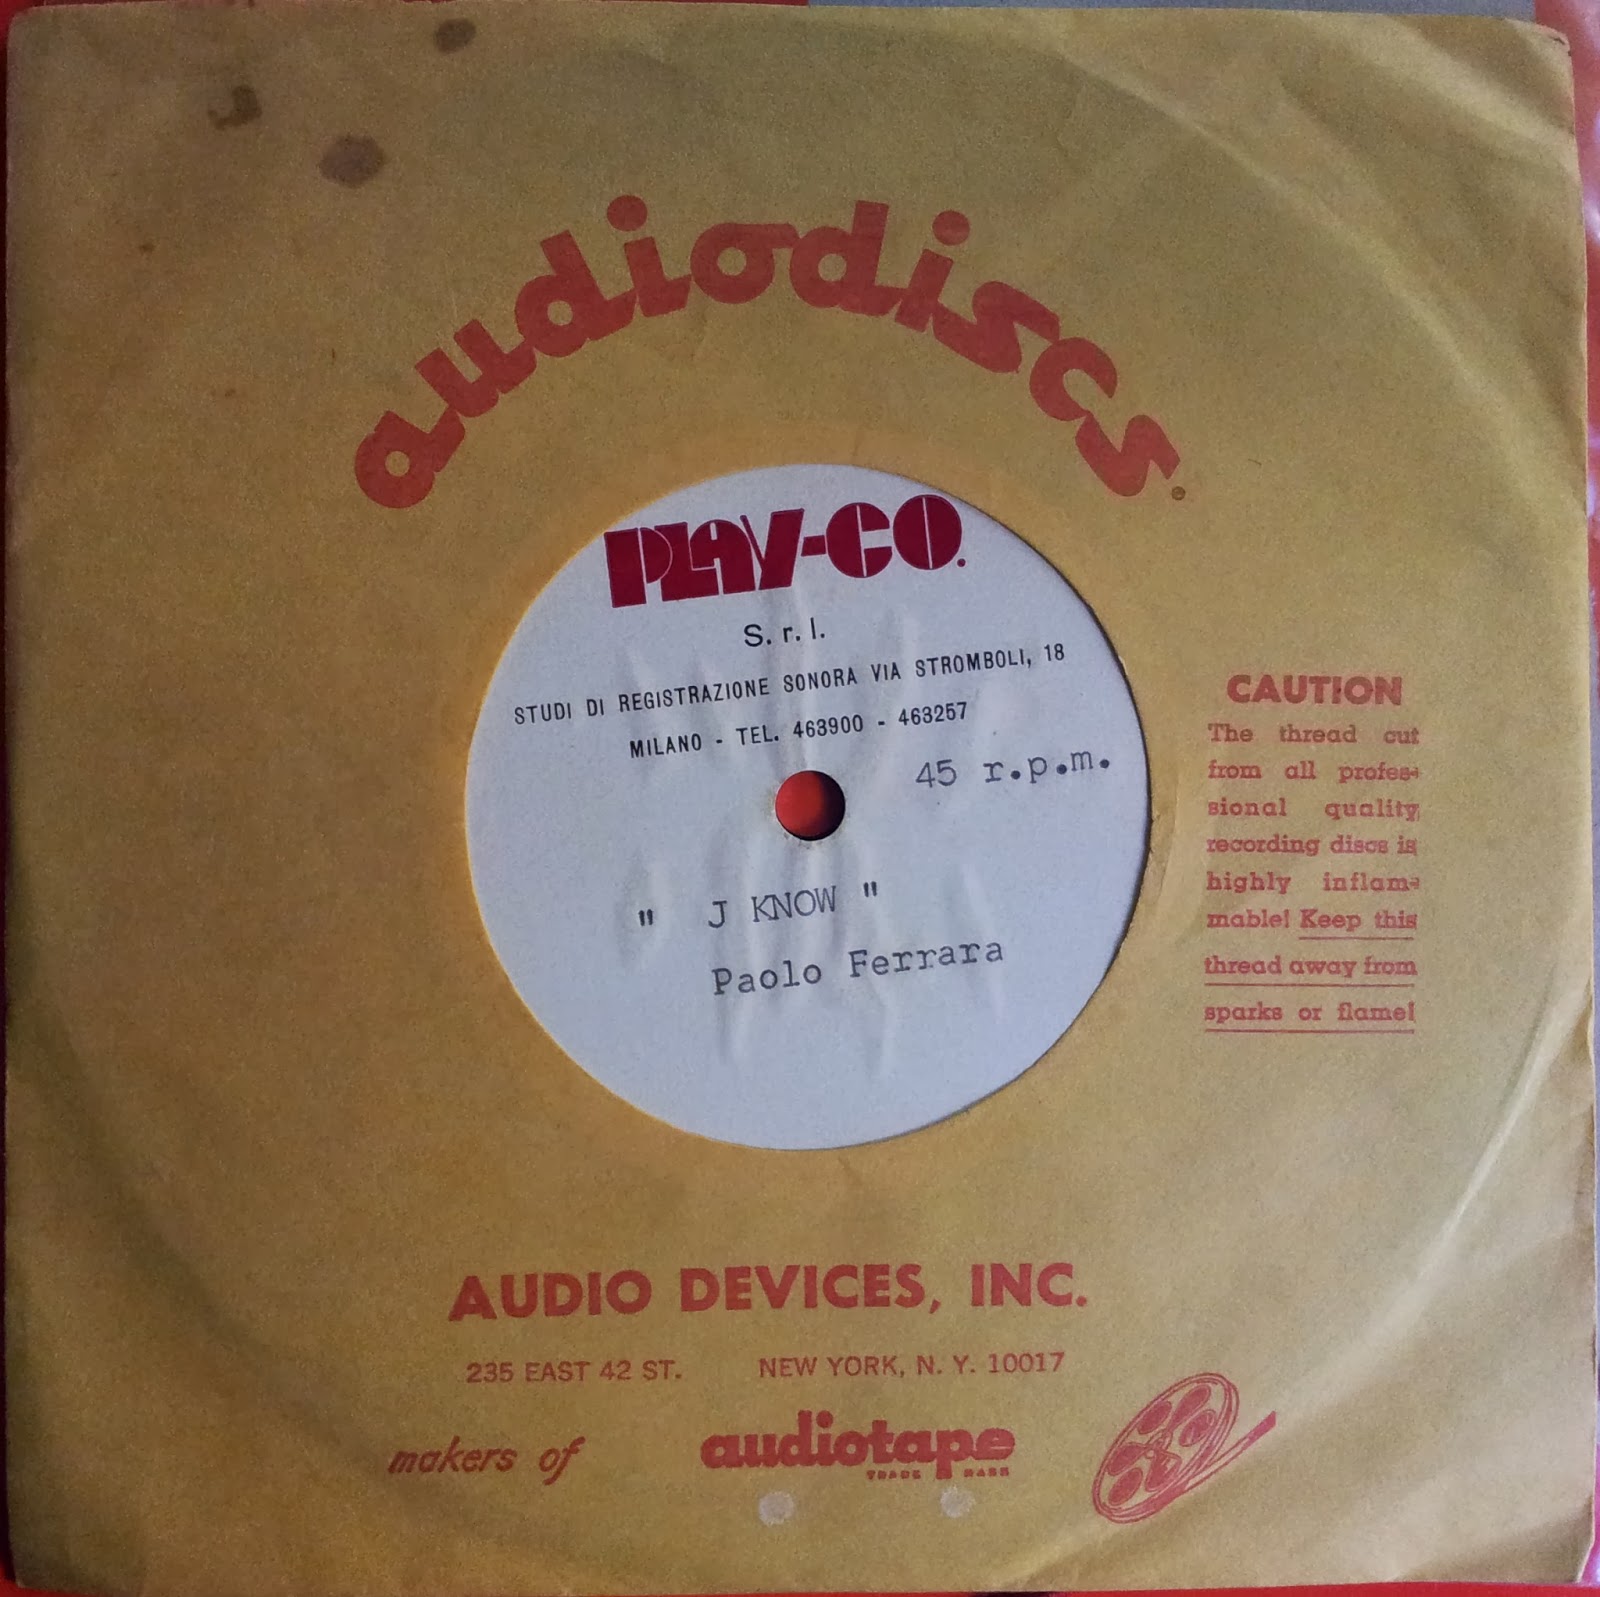 audiodiscs
PLAY-CO.
S. r. l.
STUDI DI REGISTRAZIONE SONORA VIA STROMBOLI, 18
MILANO - TEL. 463900 - 463257
45 r.p.m.
" J KNOW "
Paolo Ferrara
CAUTION
The thread cut
from all profes-
sional quality
recording discs is
highly inflam-
mable! Keep this
thread away from
sparks or flame!
AUDIO DEVICES, INC.
235 EAST 42 ST. NEW YORK, N. Y. 10017
makers of audiotape
TRADE MARK